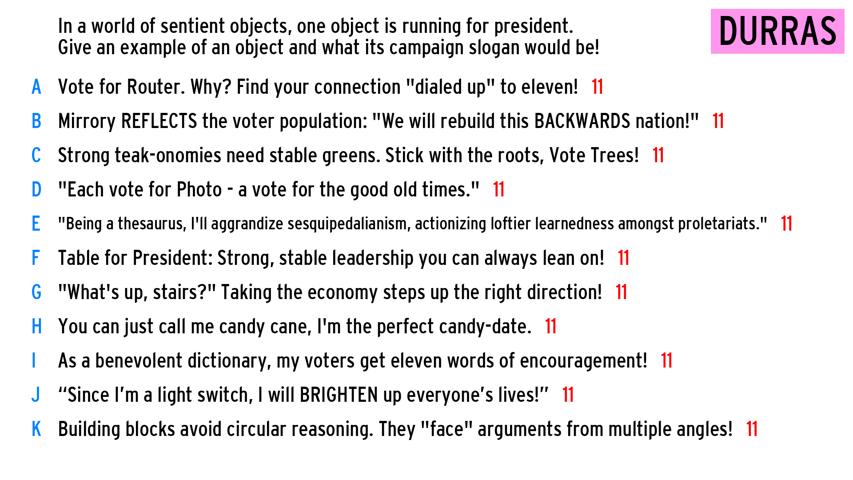 In a world of sentient objects, one object is running for president.
Give an example of an object and what its campaign slogan would be!
DURRAS
A Vote for Router. Why? Find your connection "dialed up" to eleven! 11
B Mirrory REFLECTS the voter population: "We will rebuild this BACKWARDS nation!" 11
C Strong teak-onomies need stable greens. Stick with the roots, Vote Trees! 11
D "Each vote for Photo - a vote for the good old times." 11
E "Being a thesaurus, I'll aggrandize sesquipedalianism, actionizing loftier learnedness amongst proletariats." 11
F Table for President: Strong, stable leadership you can always lean on! 11
G "What's up, stairs?" Taking the economy steps up the right direction! 11
H You can just call me candy cane, I'm the perfect candy-date. 11
I As a benevolent dictionary, my voters get eleven words of encouragement! 11
J “Since I’m a light switch, I will BRIGHTEN up everyone’s lives!” 11
K Building blocks avoid circular reasoning. They "face" arguments from multiple angles! 11